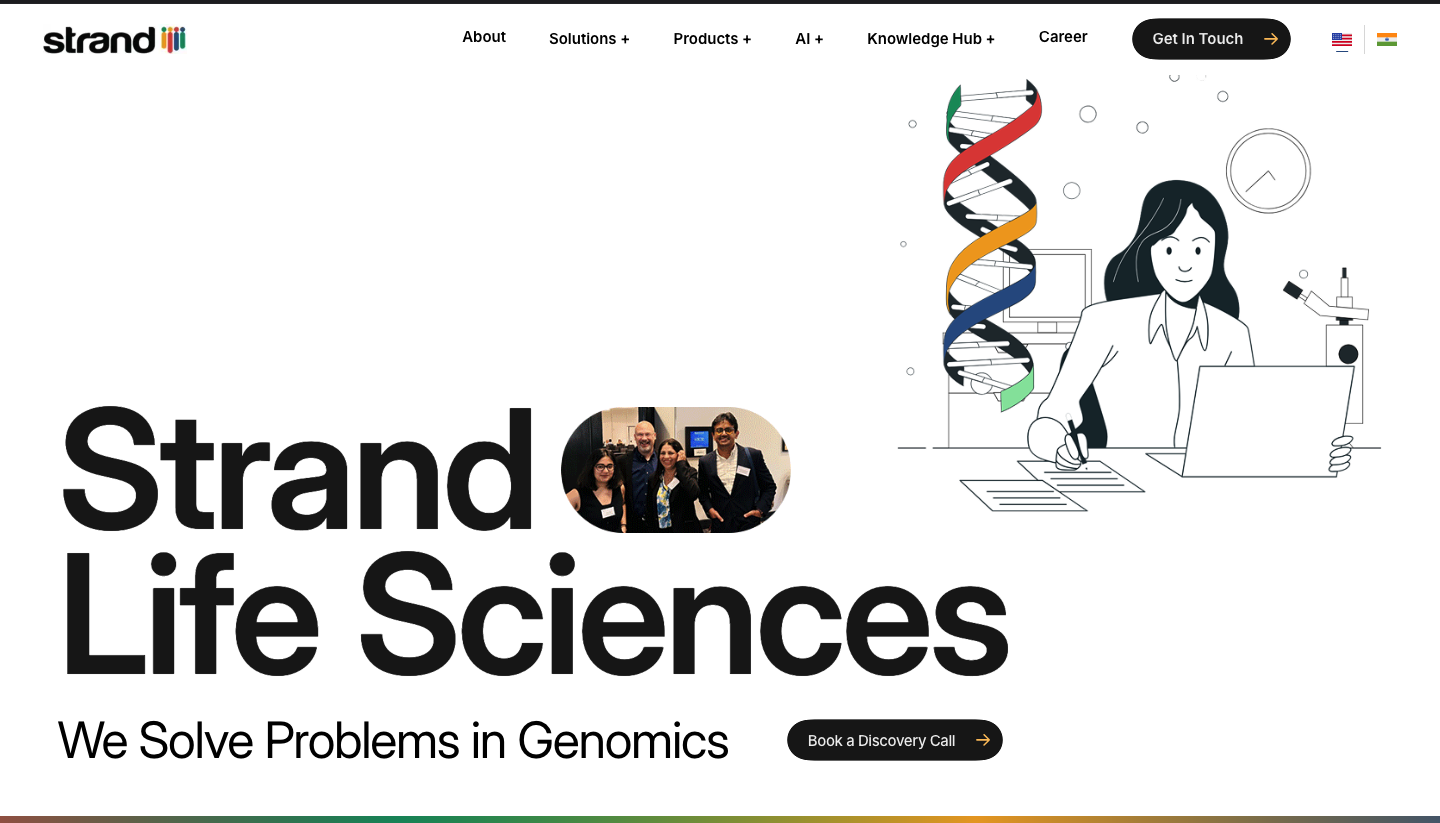 strand
About
Solutions +
Products +
AI +
Knowledge Hub +
Career
Get In Touch
Strand
Life Sciences
We Solve Problems in Genomics
Book a Discovery Call